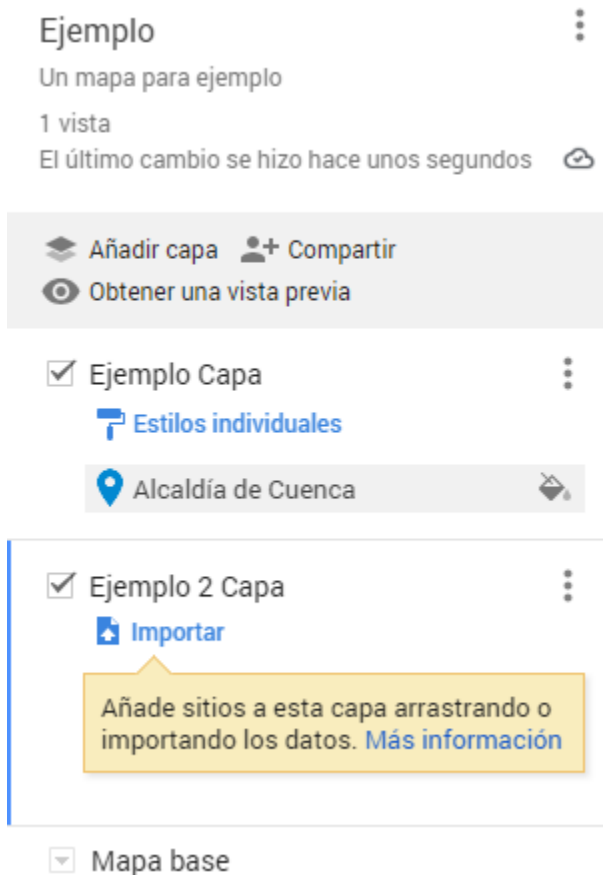 Ejemplo
Un mapa para ejemplo
1 vista
El último cambio se hizo hace unos segundos
Añadir capa Compartir
Obtener una vista previa
Ejemplo Capa
Estilos individuales
Alcaldía de Cuenca
Ejemplo 2 Capa
Importar
Añade sitios a esta capa arrastrando o
importando los datos. Más información
Mapa base